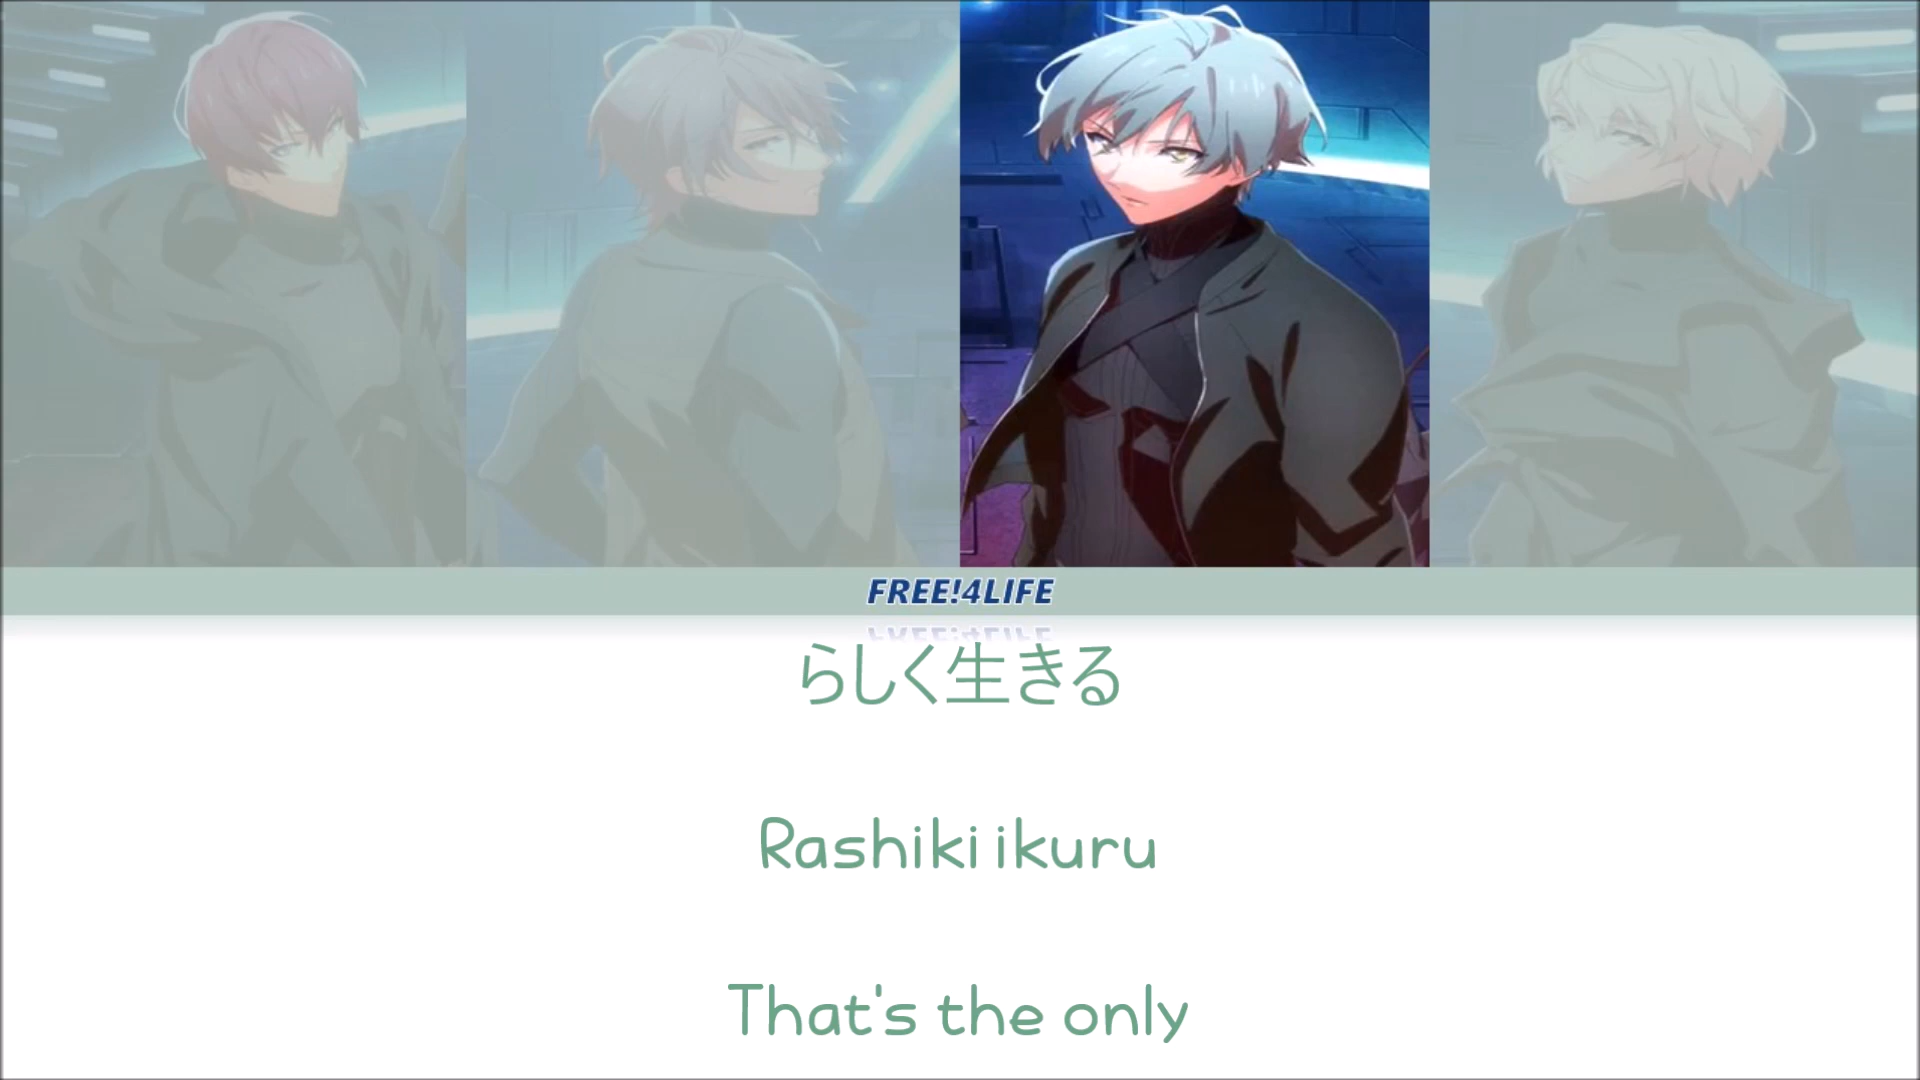 FREE!4LIFE
らしく生きる
Rashiki ikuru
That's the only